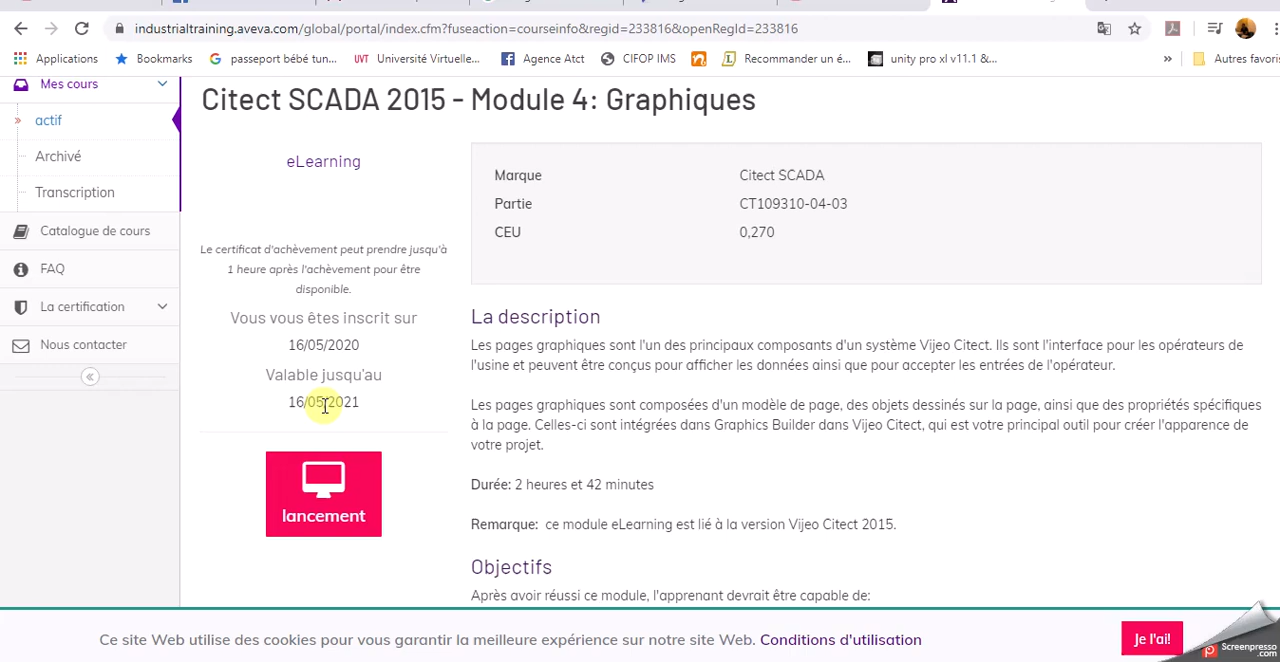 industrialtraining.aveva.com/global/portal/index.cfm?fuseaction=courseinfo&regid=233816&openRegId=233816
Applications
Bookmarks
passeport bébé tun...
UVT Université Virtuelle...
Agence Atct
CIFOP IMS
Recommander un é...
unity pro xl v11.1 &...
»
Autres favoris
Mes cours
actif
Archivé
Transcription
Catalogue de cours
FAQ
La certification
Nous contacter
Citect SCADA 2015 - Module 4: Graphiques
eLearning
Le certificat d'achèvement peut prendre jusqu'à
1 heure après l'achèvement pour être
disponible.
Vous vous êtes inscrit sur
16/05/2020
Valable jusqu'au
16/05/2021
lancement
Marque Citect SCADA
Partie CT109310-04-03
CEU 0,270
La description
Les pages graphiques sont l'un des principaux composants d'un système Vijeo Citect. Ils sont l'interface pour les opérateurs de
l'usine et peuvent être conçus pour afficher les données ainsi que pour accepter les entrées de l'opérateur.
Les pages graphiques sont composées d'un modèle de page, des objets dessinés sur la page, ainsi que des propriétés spécifiques
à la page. Celles-ci sont intégrées dans Graphics Builder dans Vijeo Citect, qui est votre principal outil pour créer l'apparence de
votre projet.
Durée: 2 heures et 42 minutes
Remarque: ce module eLearning est lié à la version Vijeo Citect 2015.
Objectifs
Après avoir réussi ce module, l'apprenant devrait être capable de:
Ce site Web utilise des cookies pour vous garantir la meilleure expérience sur notre site Web. Conditions d'utilisation
Je l'ai!
Screenpresso
.com